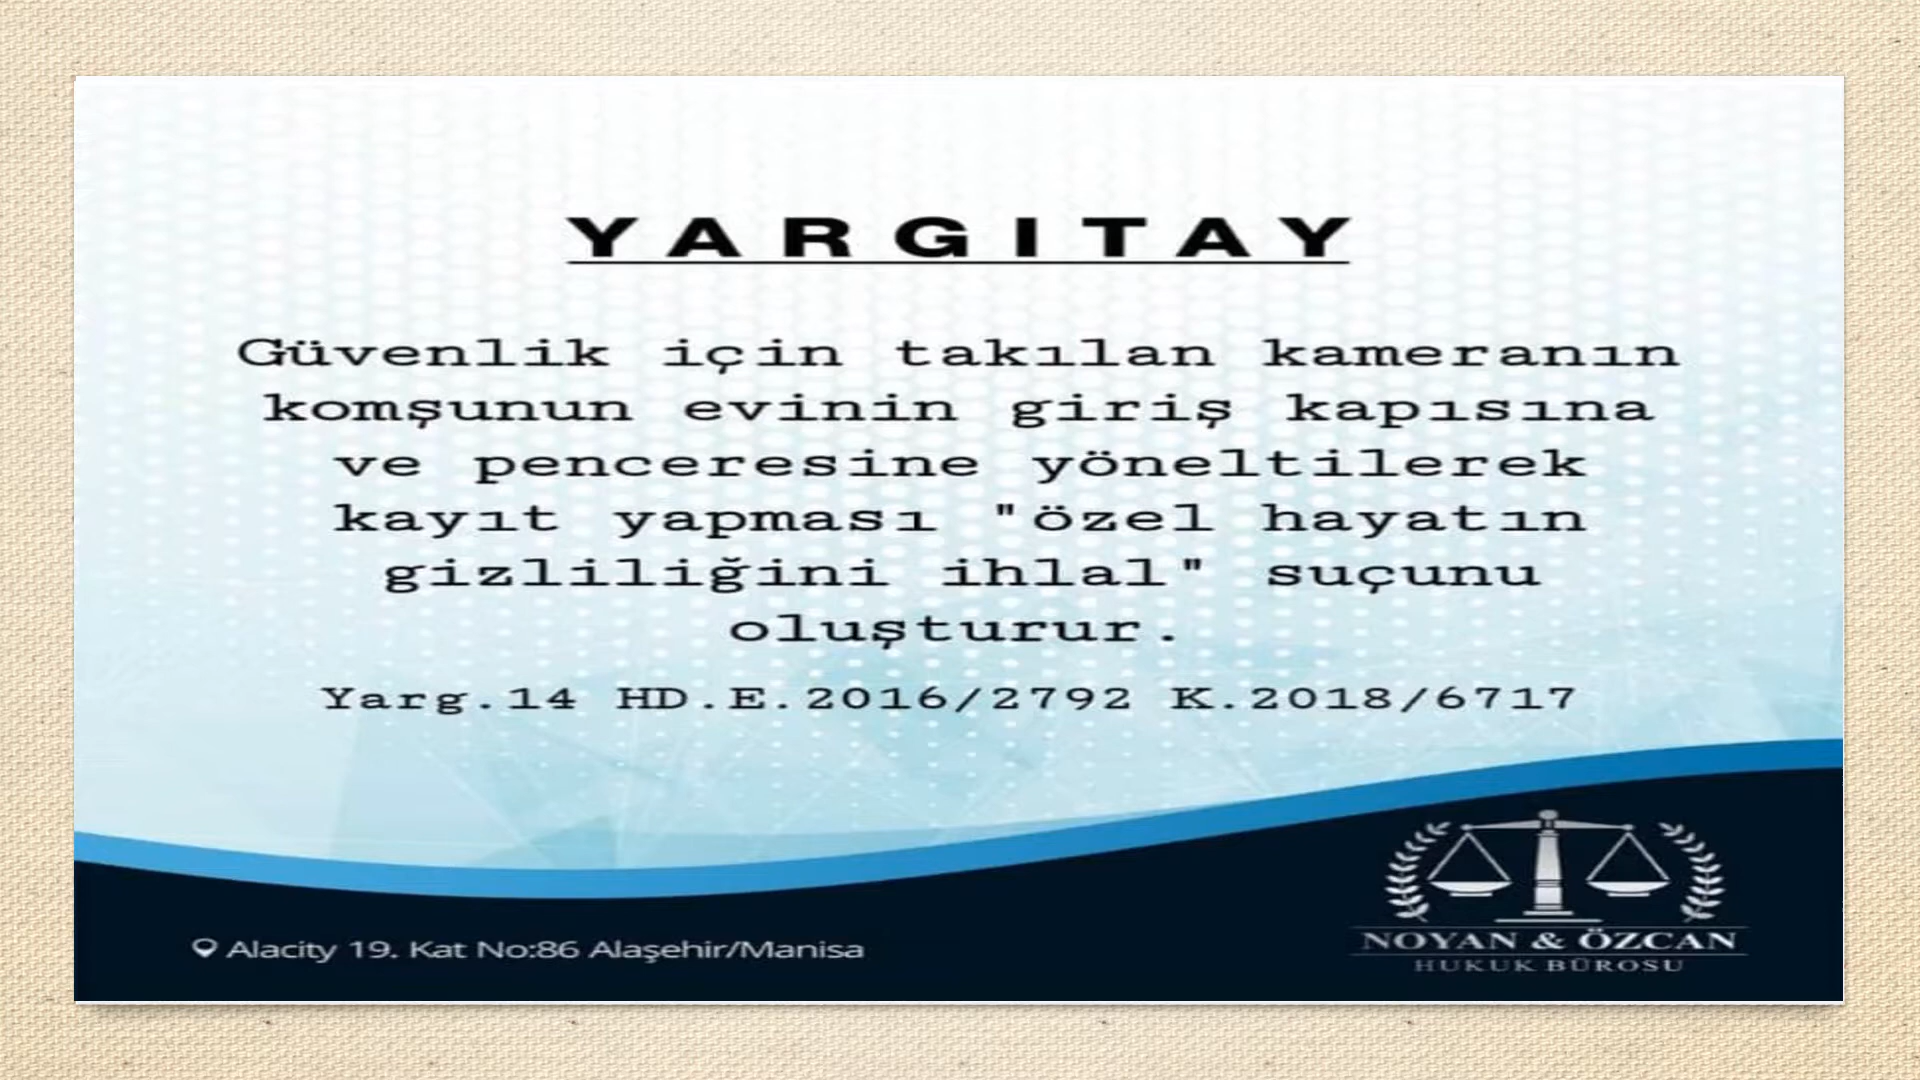 YARGITAY
Güvenlik için takılan kameranın
komşunun evinin giriş kapısına
ve penceresine yöneltilerek
kayıt yapması "özel hayatın
gizliliğini ihlal" suçunu
oluşturur.
Yarg.14 HD.E.2016/2792 K.2018/6717
Alacity 19. Kat No:86 Alaşehir/Manisa
NOYAN & ÖZCAN
HUKUK BÜROSU